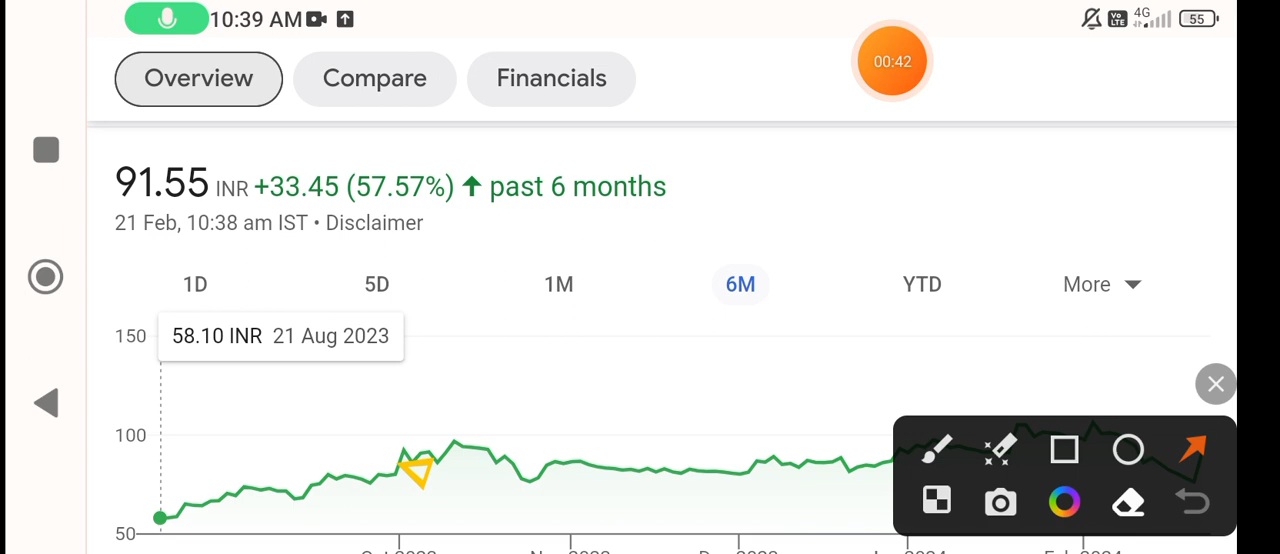 10:39 AM
Vo LTE 4G 55
Overview Compare Financials
00:42
91.55 INR +33.45 (57.57%) past 6 months
21 Feb, 10:38 am IST • Disclaimer
1D 5D 1M 6M YTD More
150 58.10 INR 21 Aug 2023
100
50